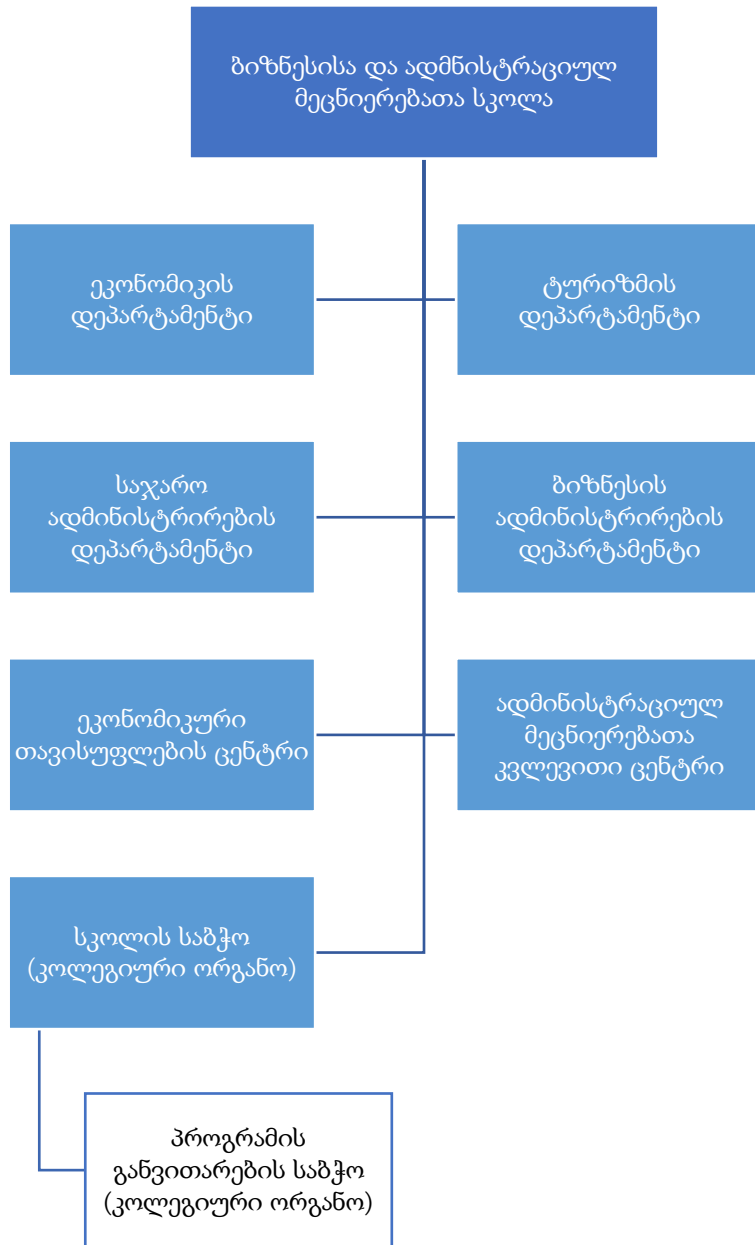 ბიზნესისა და ადმნისტრაციულ
მეცნიერებათა სკოლა
ეკონომიკის
დეპარტამენტი
ტურიზმის
დეპარტამენტი
საჯარო
ადმინისტრირების
დეპარტამენტი
ბიზნესის
ადმინისტრირების
დეპარტამენტი
ეკონომიკური
თავისუფლების ცენტრი
ადმინისტრაციულ
მეცნიერებათა
კვლევითი ცენტრი
სკოლის საბჭო
(კოლეგიური ორგანო)
პროგრამის
განვითარების საბჭო
(კოლეგიური ორგანო)